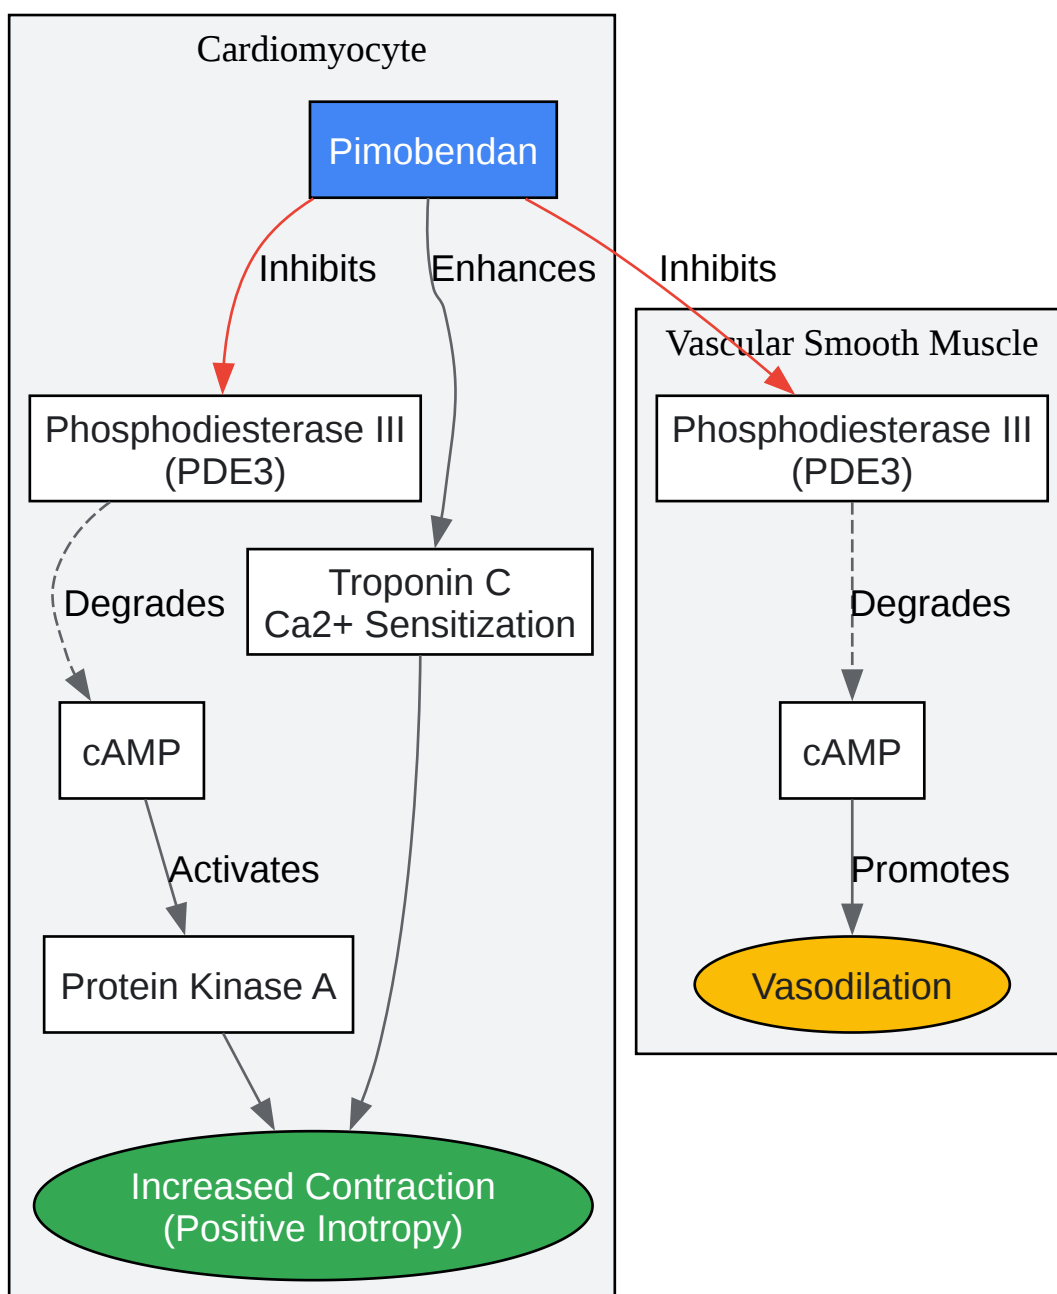 Cardiomyocyte
Pimobendan
Inhibits
Enhances
Inhibits
Vascular Smooth Muscle
Phosphodiesterase III
(PDE3)
Phosphodiesterase III
(PDE3)
Troponin C
Ca2+ Sensitization
Degrades
Degrades
cAMP
cAMP
Activates
Promotes
Protein Kinase A
Vasodilation
Increased Contraction
(Positive Inotropy)